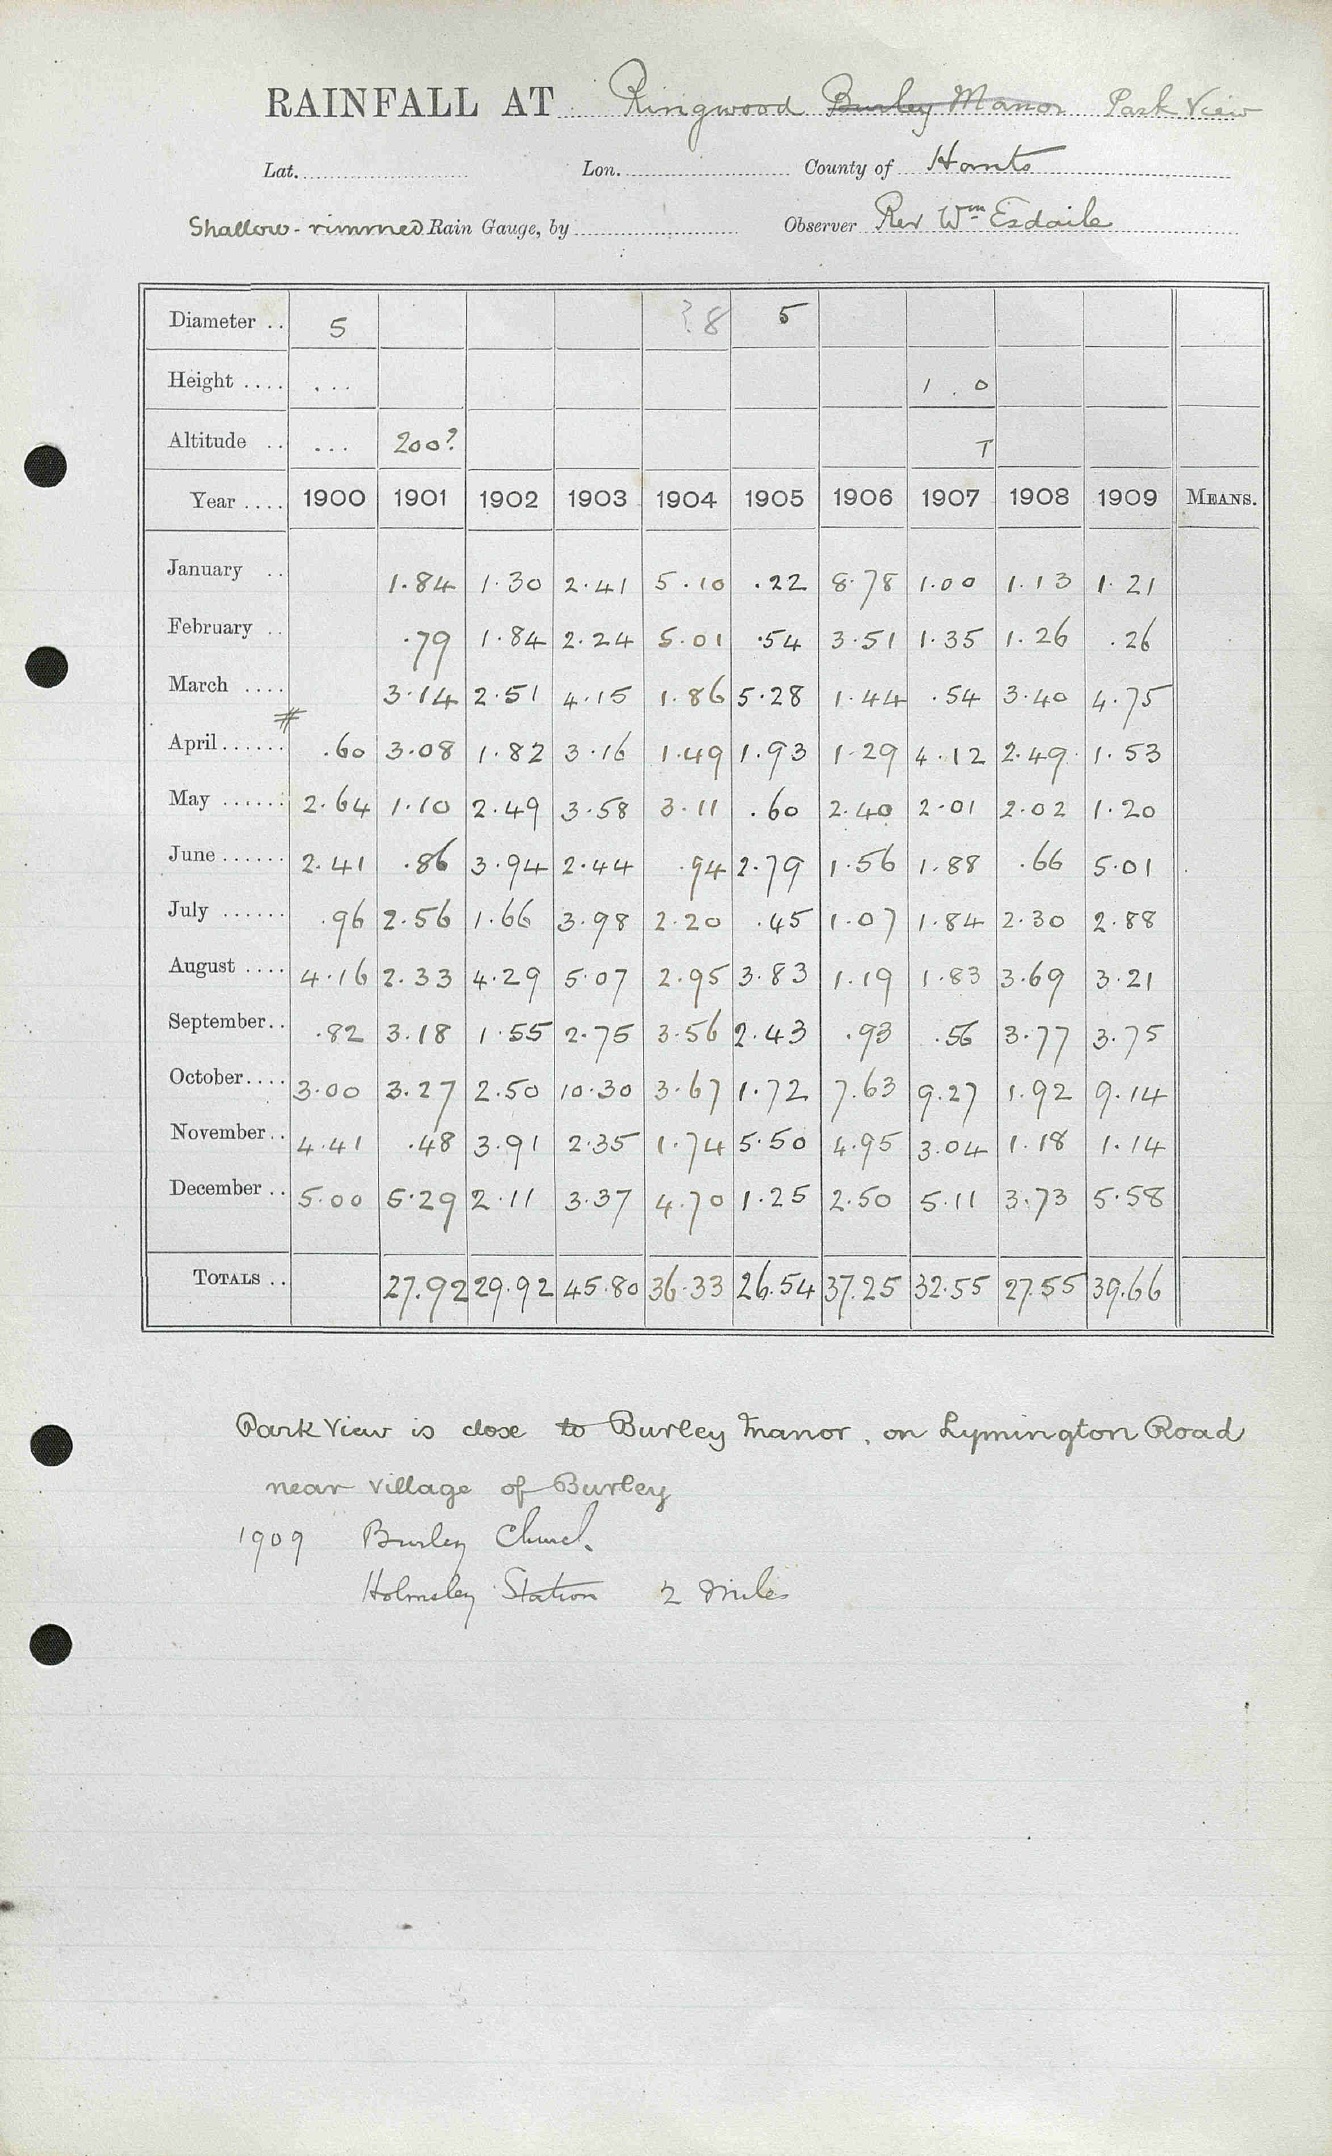 RAINFALL AT Ringwood Burley Manor Park View
Lat. Lon. County of Hants
Shallow-rimmed Rain Gauge, by Observer Rev Wm Esdaile
Diameter .. 5 ?8 5
Height .... ... 1.0
Altitude .. ... 200? T
Year .... 1900 1901 1902 1903 1904 1905 1906 1907 1908 1909 MEANS.
January .. 1.84 1.30 2.41 5.10 .22 8.78 1.00 1.13 1.21
February .. .79 1.84 2.24 5.01 .54 3.51 1.35 1.26 .26
March .... 3.14 2.51 4.15 1.86 5.28 1.44 .54 3.40 4.75
April...... # .60 3.08 1.82 3.16 1.49 1.93 1.29 4.12 2.49 1.53
May ...... 2.64 1.10 2.49 3.58 3.11 .60 2.40 2.01 2.02 1.20
June...... 2.41 .86 3.94 2.44 .94 2.79 1.56 1.88 .66 5.01
July ...... .96 2.56 1.66 3.98 2.20 .45 1.07 1.84 2.30 2.88
August .... 4.16 2.33 4.29 5.07 2.95 3.83 1.19 1.83 3.69 3.21
September.. .82 3.18 1.55 2.75 3.56 2.43 .93 .56 3.77 3.75
October.... 3.00 3.27 2.50 10.30 3.67 1.72 7.63 9.27 1.92 9.14
November.. 4.41 .48 3.91 2.35 1.74 5.50 4.95 3.04 1.18 1.14
December .. 5.00 5.29 2.11 3.37 4.70 1.25 2.50 5.11 3.73 5.58
TOTALS .. 27.92 29.92 45.80 36.33 26.54 37.25 32.55 27.55 39.66
Park View is close to Burley Manor, on Lymington Road
near village of Burley
1909 Burley Church.
Holmsley Station 2 miles